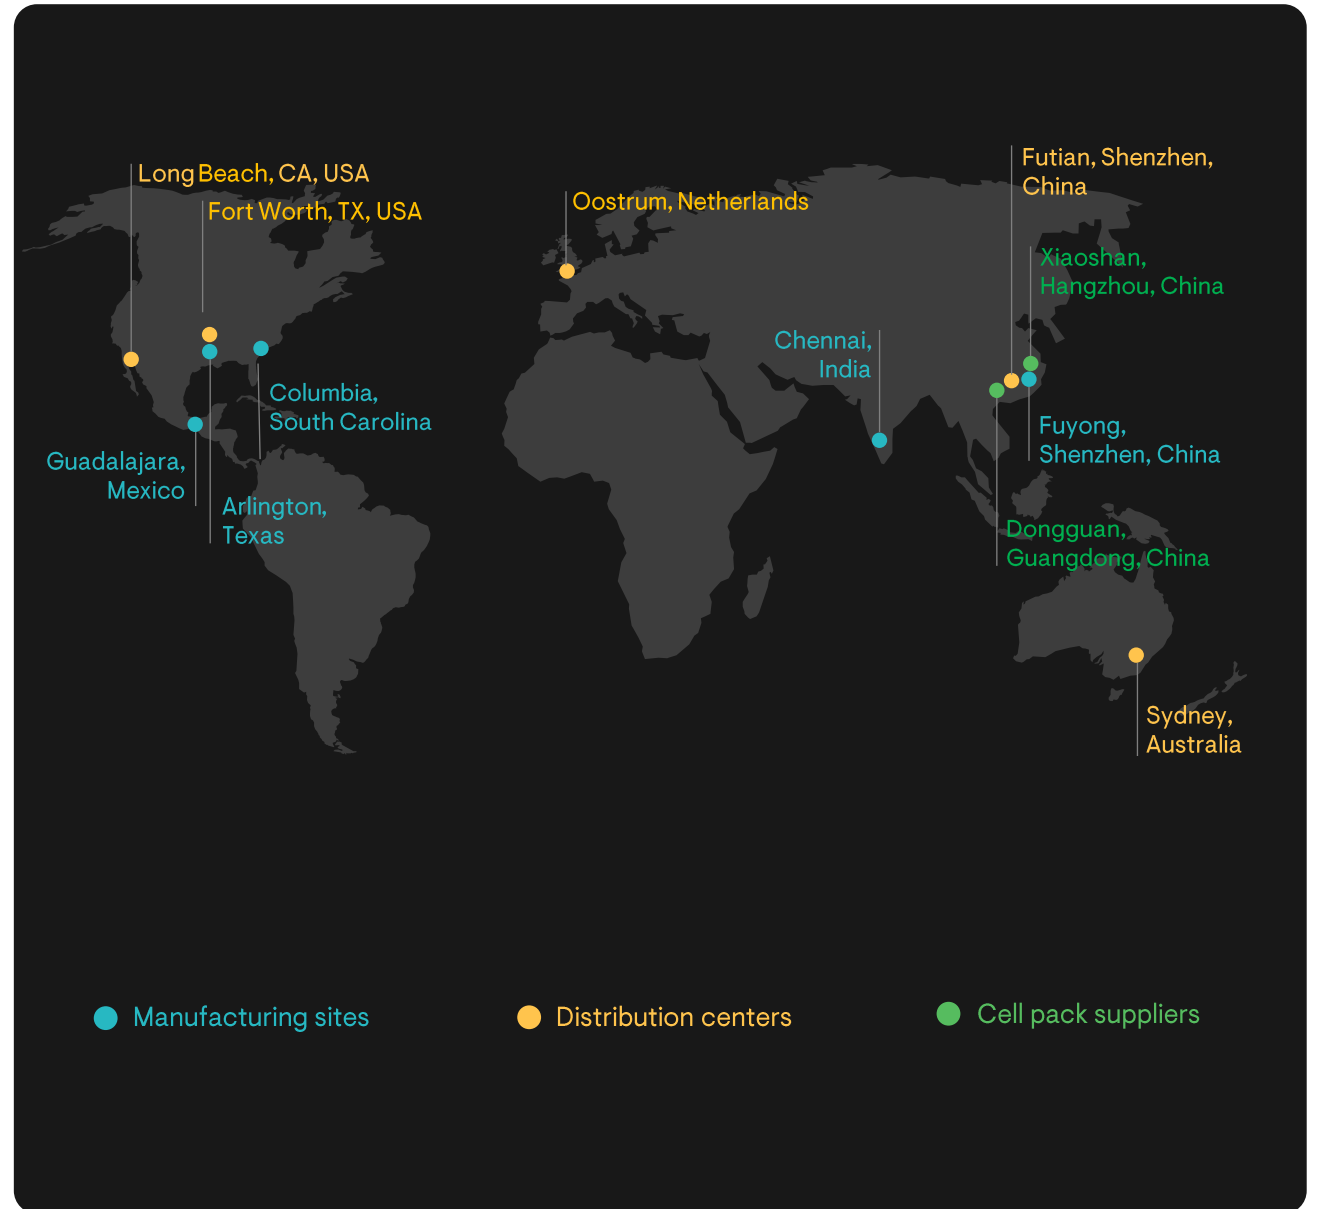 Long Beach, CA, USA
Fort Worth, TX, USA
Oostrum, Netherlands
Futian, Shenzhen,
China
Xiaoshan,
Hangzhou, China
Chennai,
India
Columbia,
South Carolina
Fuyong,
Shenzhen, China
Guadalajara,
Mexico
Arlington,
Texas
Dongguan,
Guangdong, China
Sydney,
Australia
Manufacturing sites
Distribution centers
Cell pack suppliers